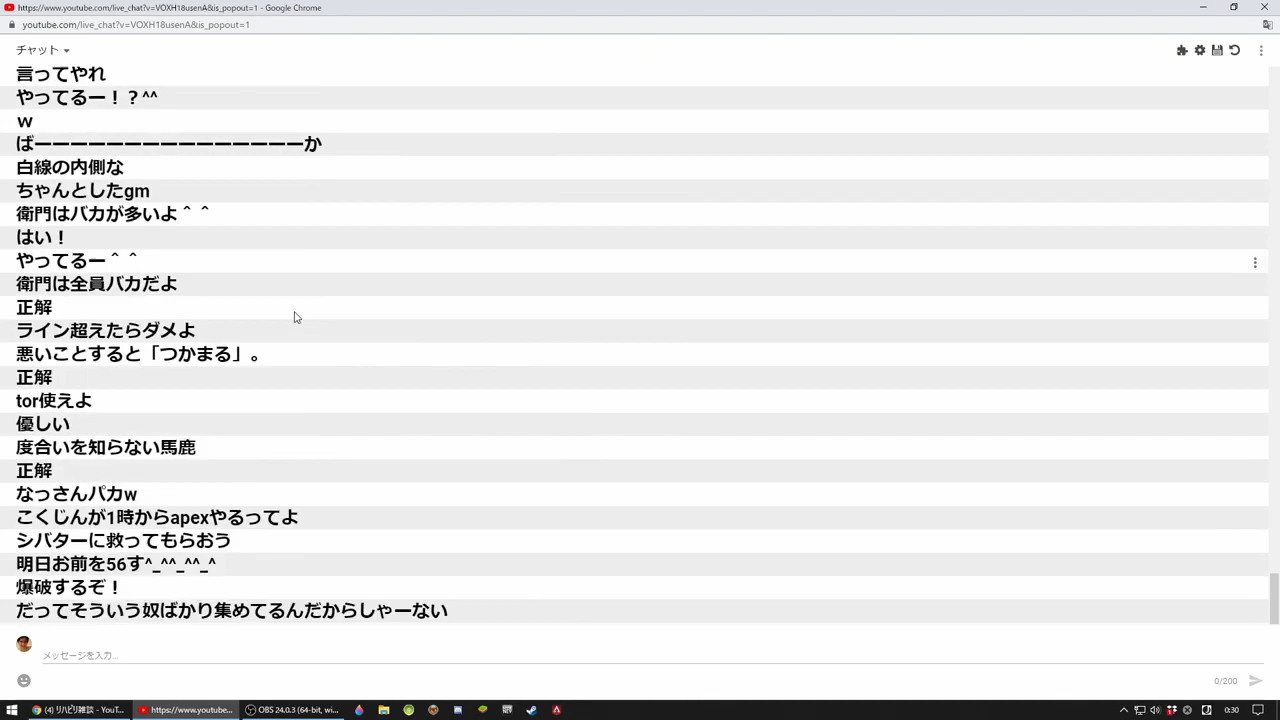 https://www.youtube.com/live_chat?v=VOXH18usenA&is_popout=1 - Google Chrome
youtube.com/live_chat?v=VOXH18usenA&is_popout=1
チャット
言ってやれ
やってるー！？^^
w
ばーーーーーーーーーーーーーーーか
白線の内側な
ちゃんとしたgm
衛門はバカが多いよ＾ ＾
はい！
やってるー＾ ＾
衛門は全員バカだよ
正解
ライン超えたらダメよ
悪いことすると「つかまる」。
正解
tor使えよ
優しい
度合いを知らない馬鹿
正解
なっさんパカw
こくじんが1時からapexやるってよ
シバターに救ってもらおう
明日お前を56す^_^^_^^_^
爆破するぞ！
だってそういう奴ばかり集めてるんだからしゃーない
メッセージを入力...
0/200
(4) リハビリ雑談 - YouT...
https://www.youtube...
OBS 24.0.3 (64-bit, wi...
0:30